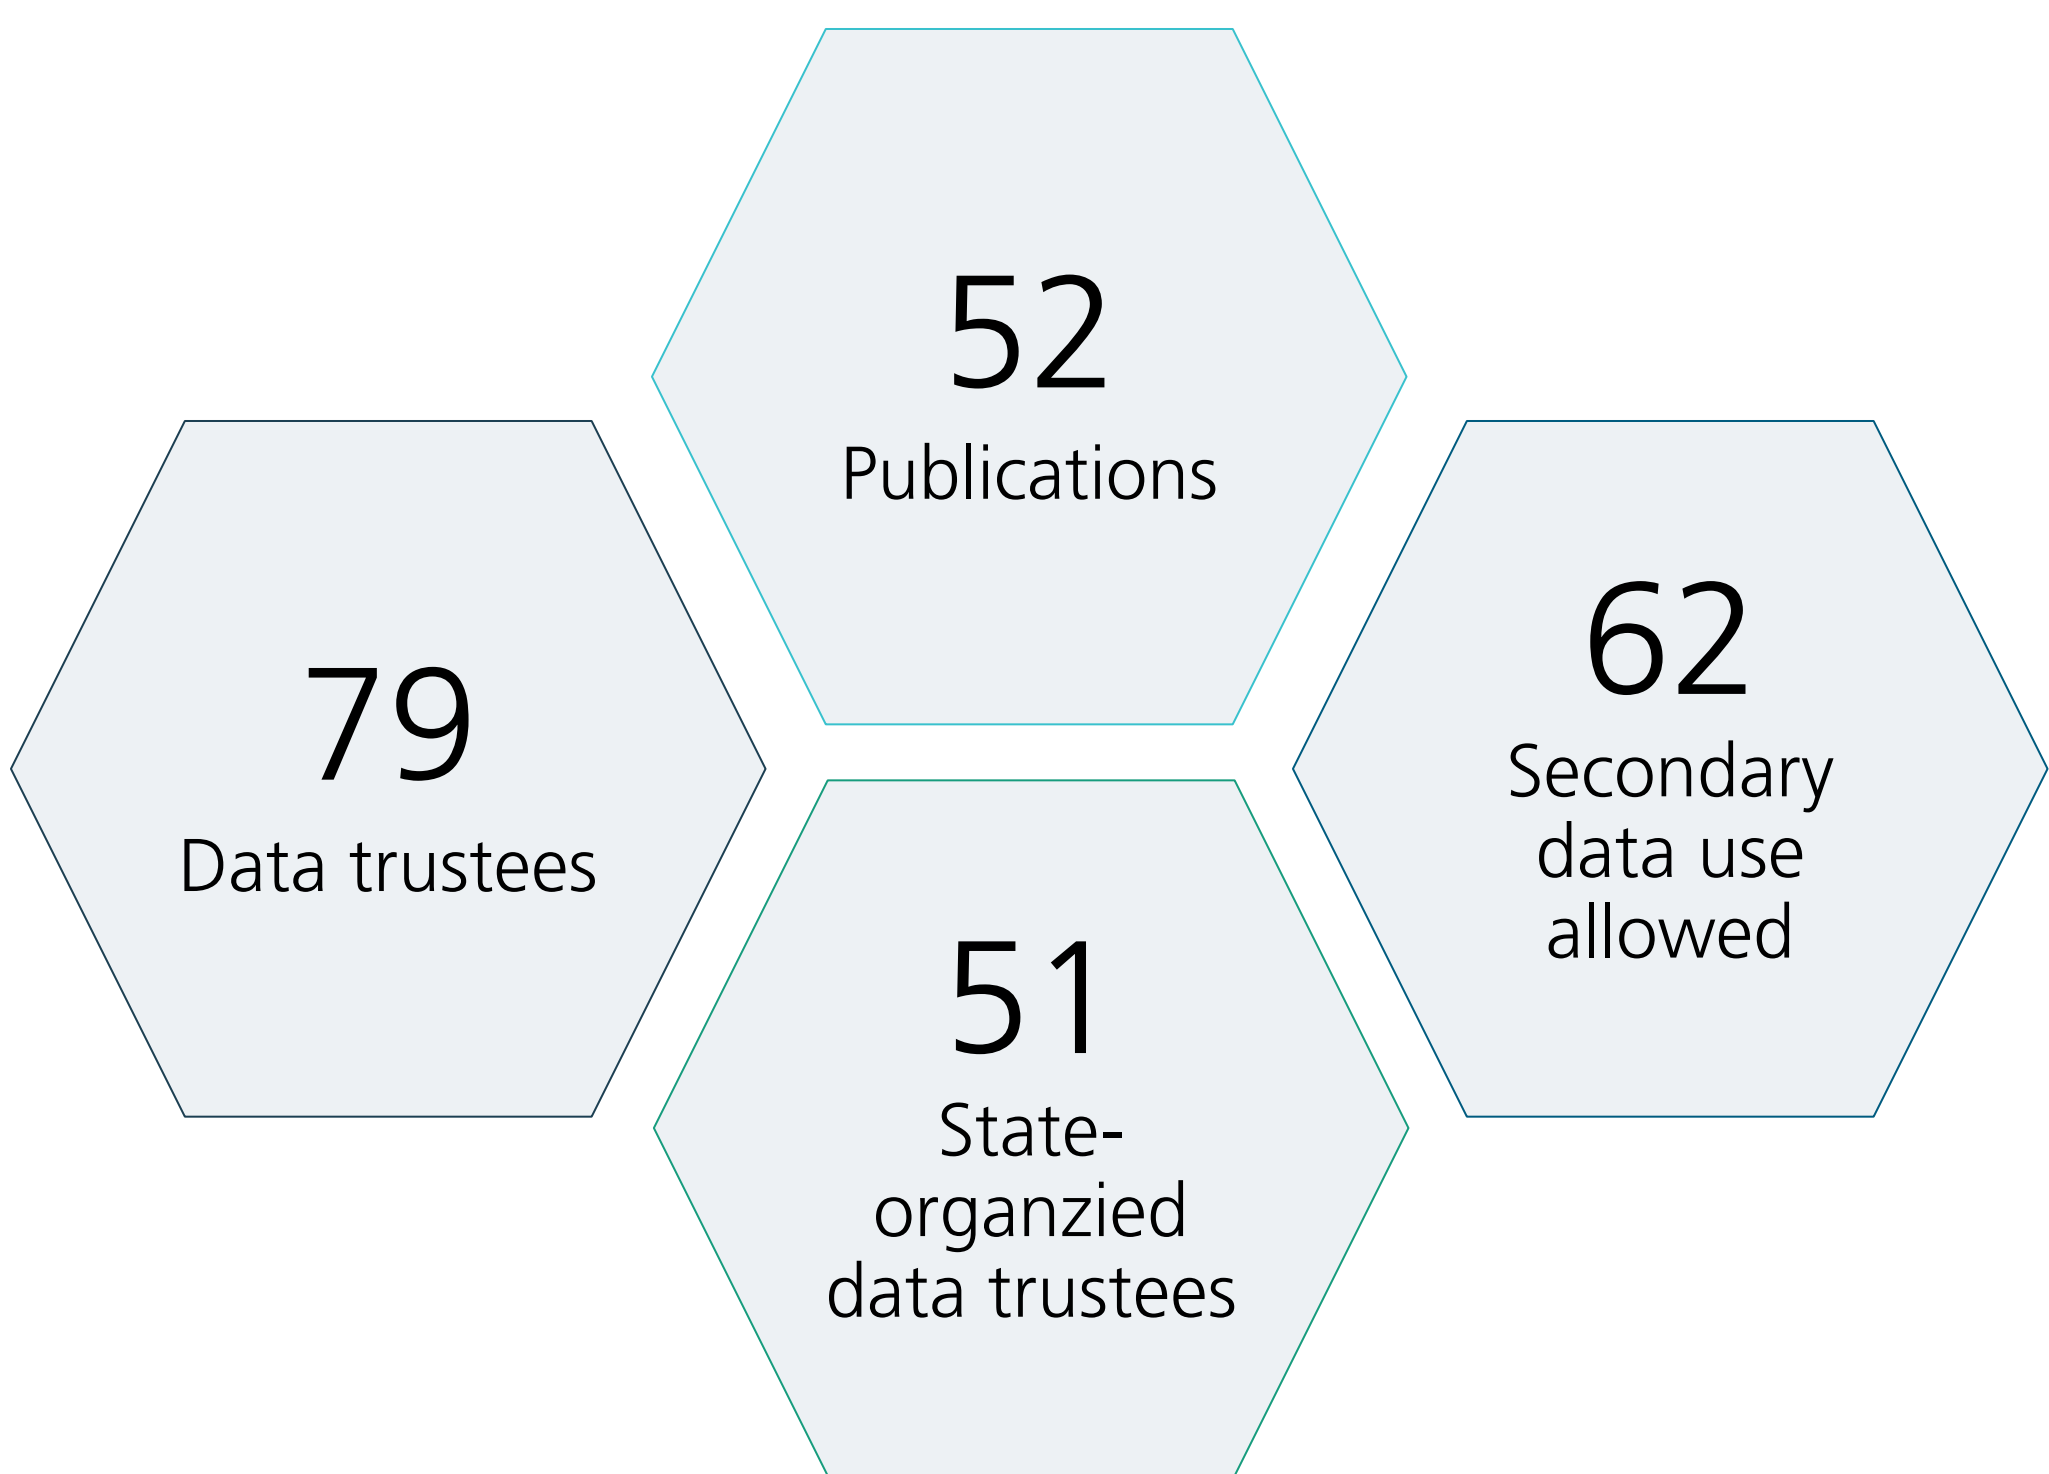 52
Publications
79
Data trustees
62
Secondary
data use
allowed
51
State-
organzied
data trustees